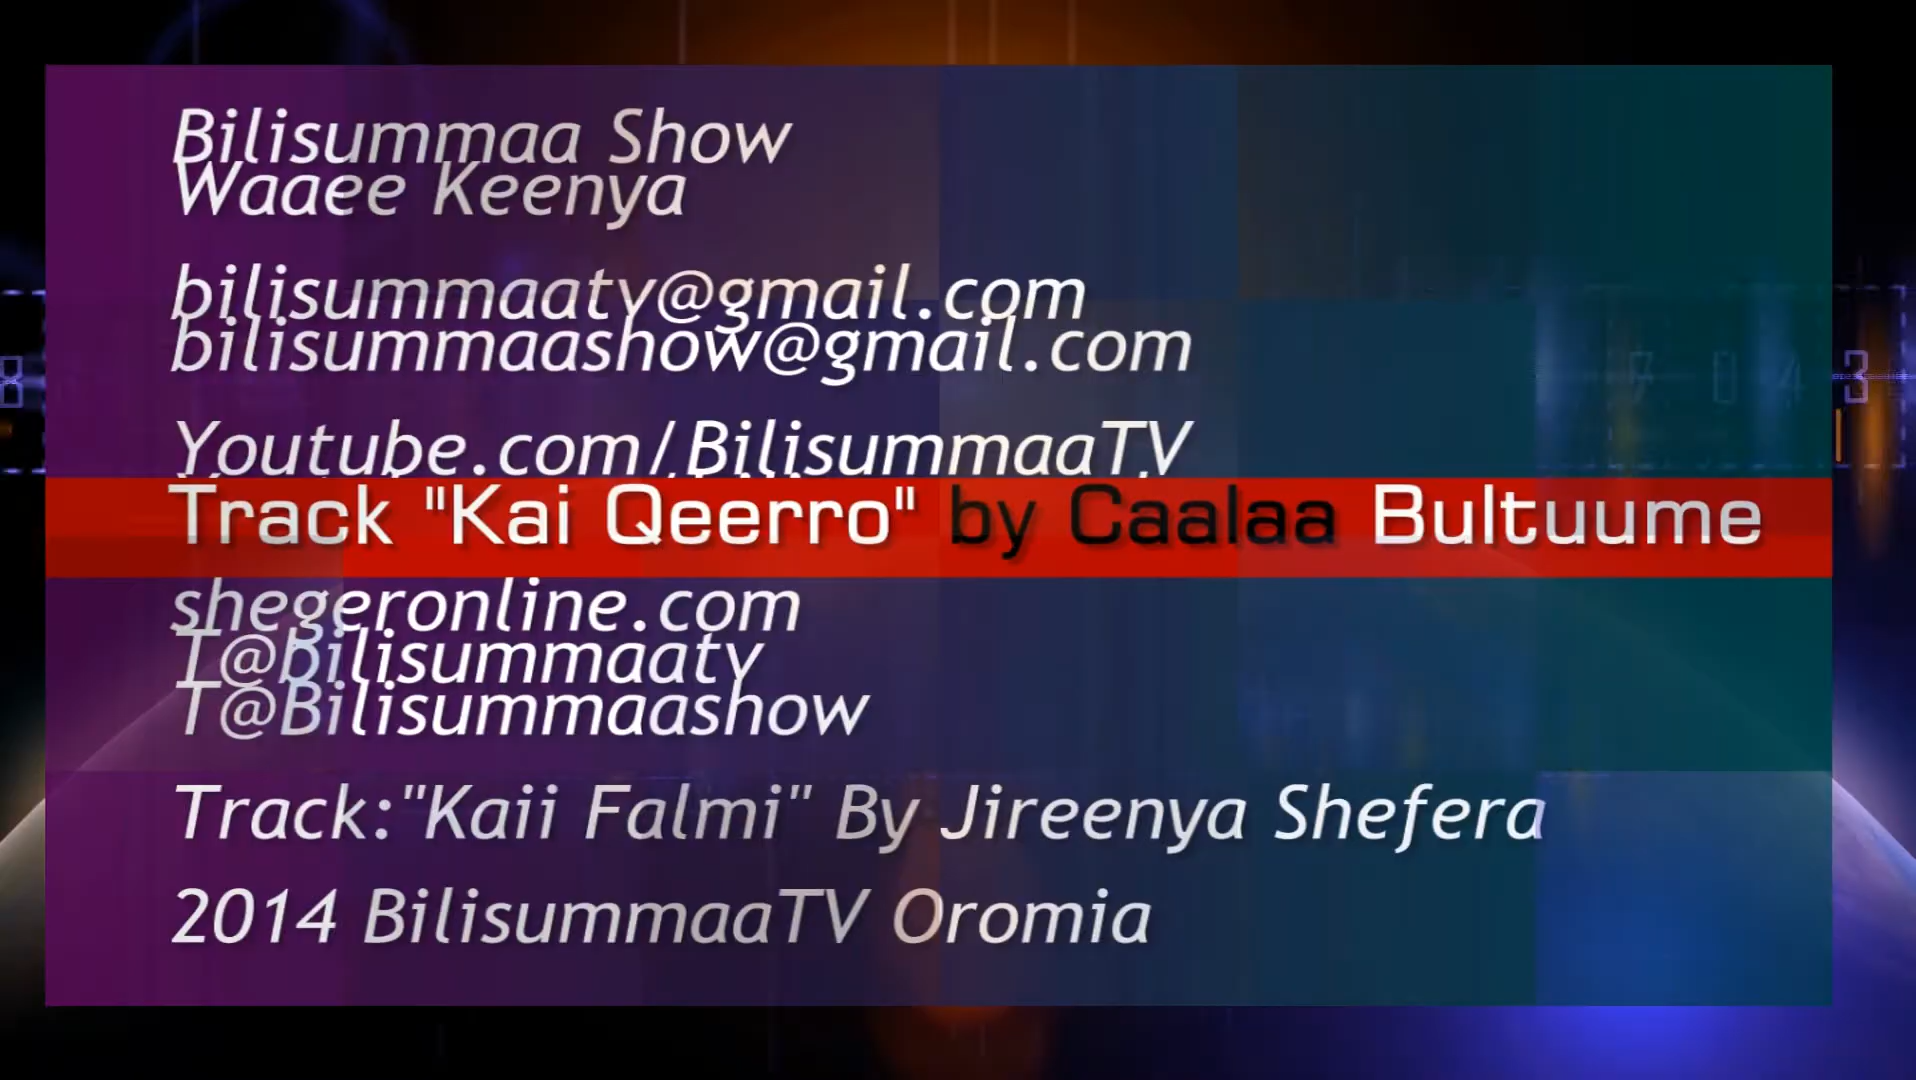 Bilisummaa Show
Waaee Keenya
bilisummaaty@gmail.com
bilisummaashow@gmail.com
Youtube.com/BilisummaaTV
Track "Kai Qeerro" by Caalaa Bultuume
shegeronline.com
T@bilisummaaty
T@Bilisummaashow
Track:"Kaii Falmi" By Jireenya Shefera
2014 BilisummaaTV Oromia